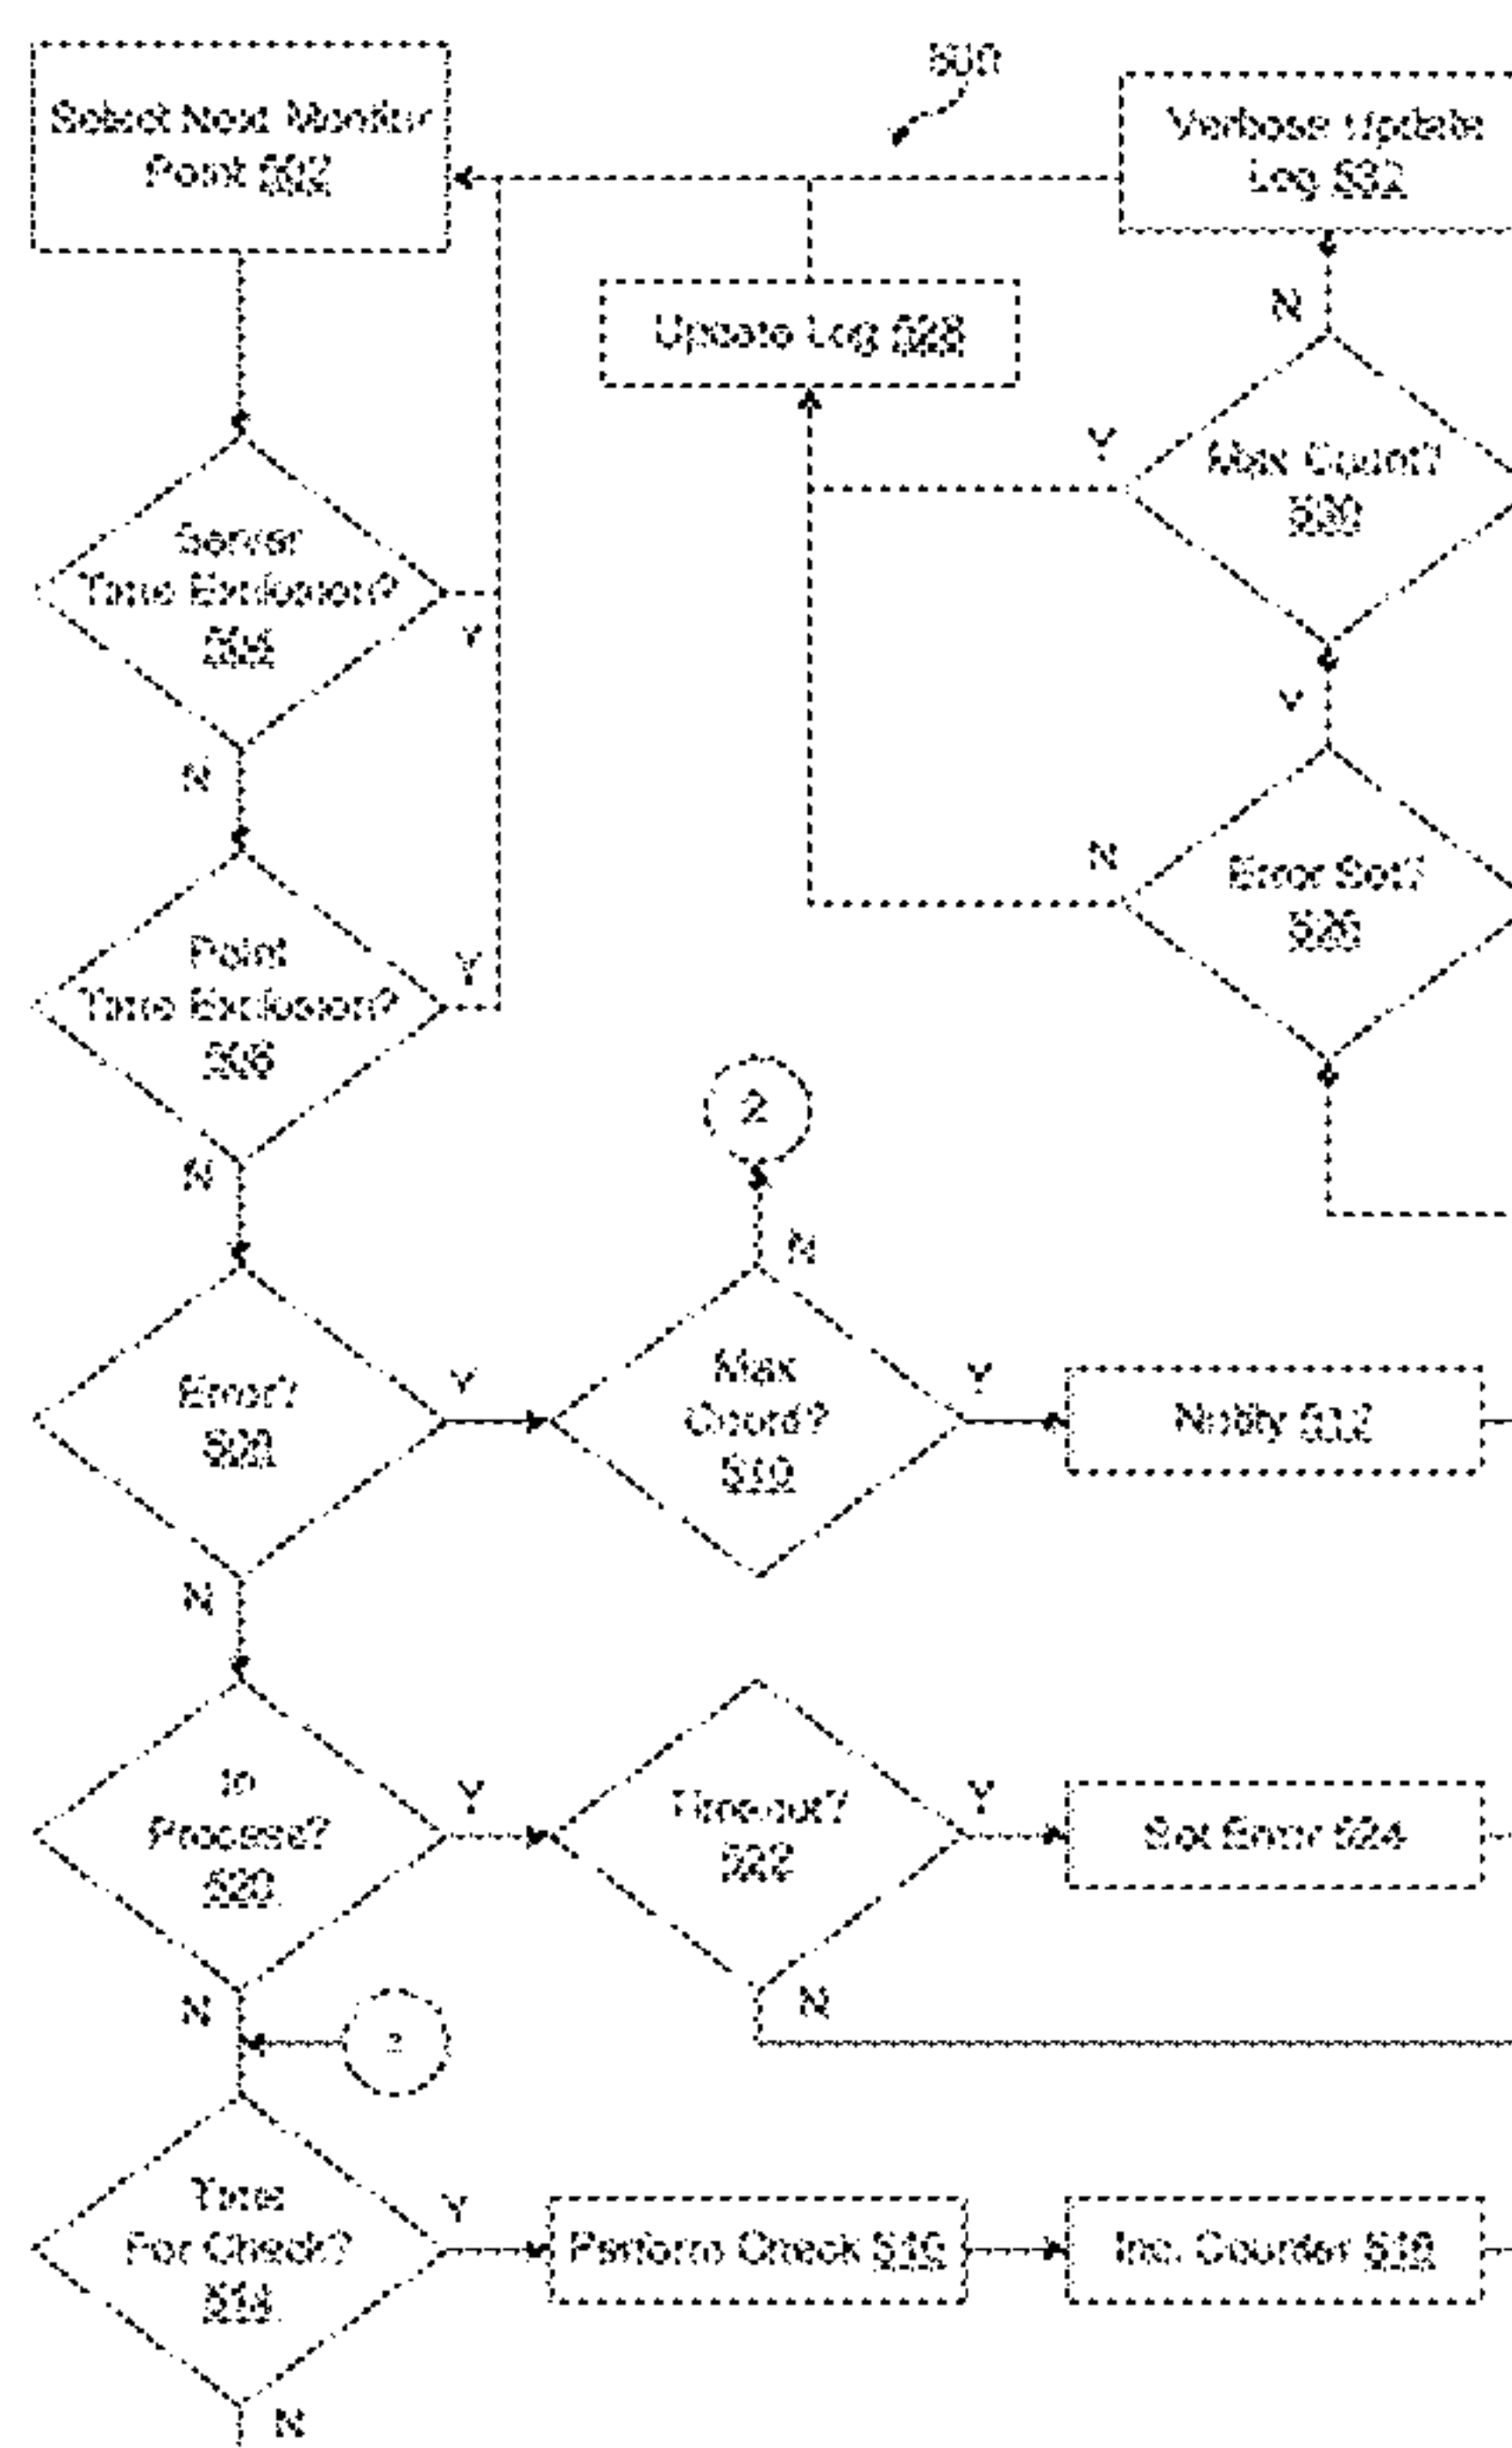 500
Select Next Monitor
Point 502
Verbose Update
Log 532
Update Log 528
N
Y
Max Count?
530
Server
Time Exclusion?
504
Y
N
Y
Error Set?
526
N
Point
Time Exclusion?
506
Y
N
2
N
Error?
508
Y
Max
Count?
510
Y
Notify 512
N
In
Process?
520
Y
Timeout?
522
Y
Set Error 524
N
N
2
Time
For Check?
514
Y
Perform Check 516
Inc. Counter 518
N